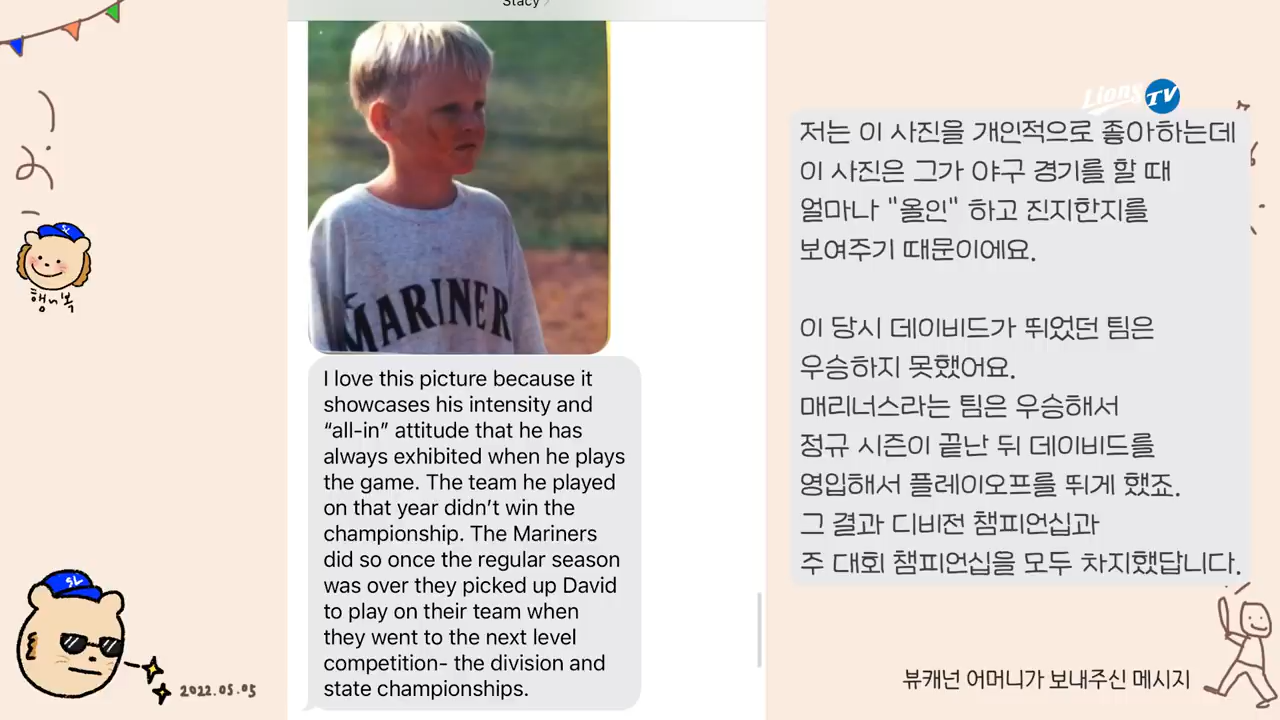 Stacy
MARINER
I love this picture because it
showcases his intensity and
“all-in” attitude that he has
always exhibited when he plays
the game. The team he played
on that year didn’t win the
championship. The Mariners
did so once the regular season
was over they picked up David
to play on their team when
they went to the next level
competition- the division and
state championships.
Lions TV
저는 이 사진을 개인적으로 좋아하는데
이 사진은 그가 야구 경기를 할 때
얼마나 "올인" 하고 진지한지를
보여주기 때문이에요.
이 당시 데이비드가 뛰었던 팀은
우승하지 못했어요.
매리너스라는 팀은 우승해서
정규 시즌이 끝난 뒤 데이비드를
영입해서 플레이오프를 뛰게 했죠.
그 결과 디비전 챔피언십과
주 대회 챔피언십을 모두 차지했답니다.
뷰캐넌 어머니가 보내주신 메시지
SL
행복
SL
2022.05.05